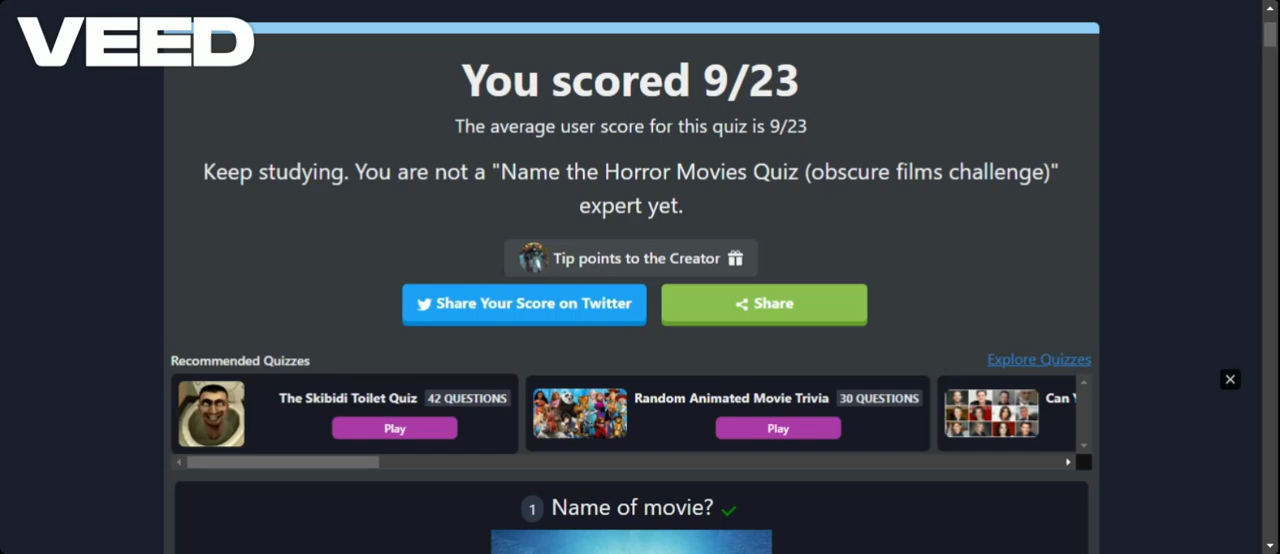 VEED
You scored 9/23
The average user score for this quiz is 9/23
Keep studying. You are not a "Name the Horror Movies Quiz (obscure films challenge)"
expert yet.
Tip points to the Creator
Share Your Score on Twitter
Share
Recommended Quizzes
Explore Quizzes
The Skibidi Toilet Quiz 42 QUESTIONS
Play
Random Animated Movie Trivia 30 QUESTIONS
Play
Can
1 Name of movie?